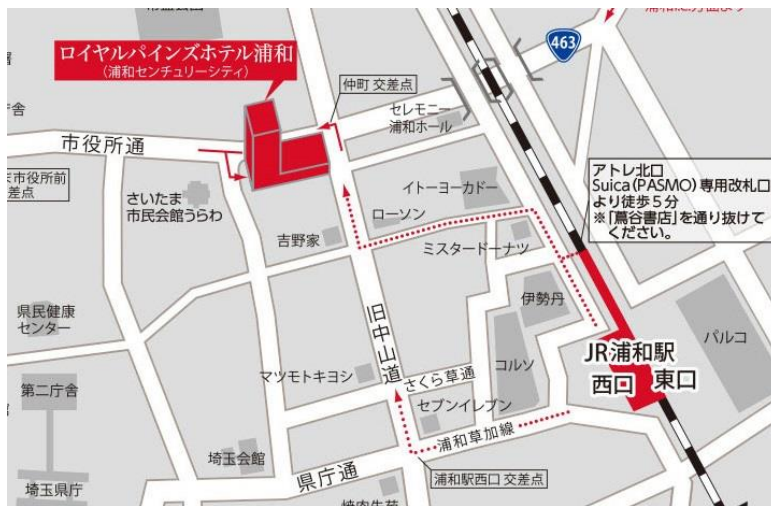 463
ロイヤルパインズホテル浦和
(浦和センチュリーシティ)
仲町 交差点
セレモニー
浦和ホール
市役所通
市役所前
差点
さいたま
市民会館うらわ
イトーヨーカドー
アトレ北口
Suica(PASMO)専用改札口
より徒歩5分
※「蔦谷書店」を通り抜けて
ください。
ローソン
吉野家
ミスタードーナツ
伊勢丹
県民健康
センター
旧中山道
パルコ
JR浦和駅
西口 東口
コルソ
マツモトキヨシ
さくら草通
第二庁舎
セブンイレブン
浦和草加線
埼玉会館
県庁通
浦和駅西口 交差点
埼玉県庁